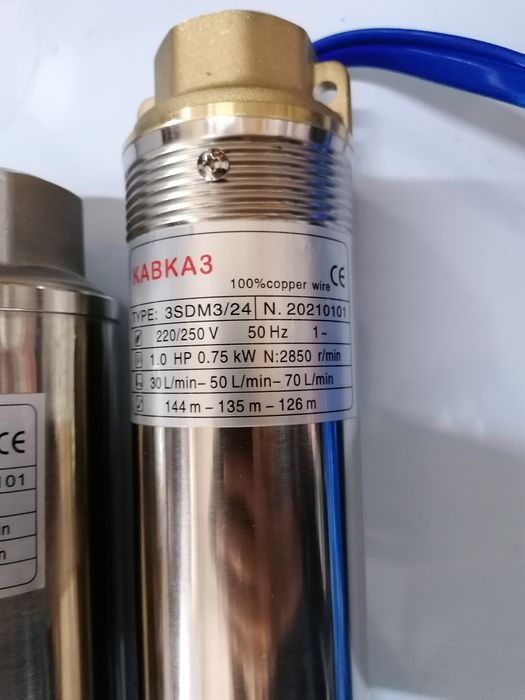 КАВКАЗ
100%copper wire CE
TYPE: 3SDM3/24 N. 20210101
220/250 V 50 Hz 1~
1.0 HP 0.75 kW N:2850 r/min
30 L/min– 50 L/min– 70 L/min
144 m – 135 m – 126 m
CE
101
in
n